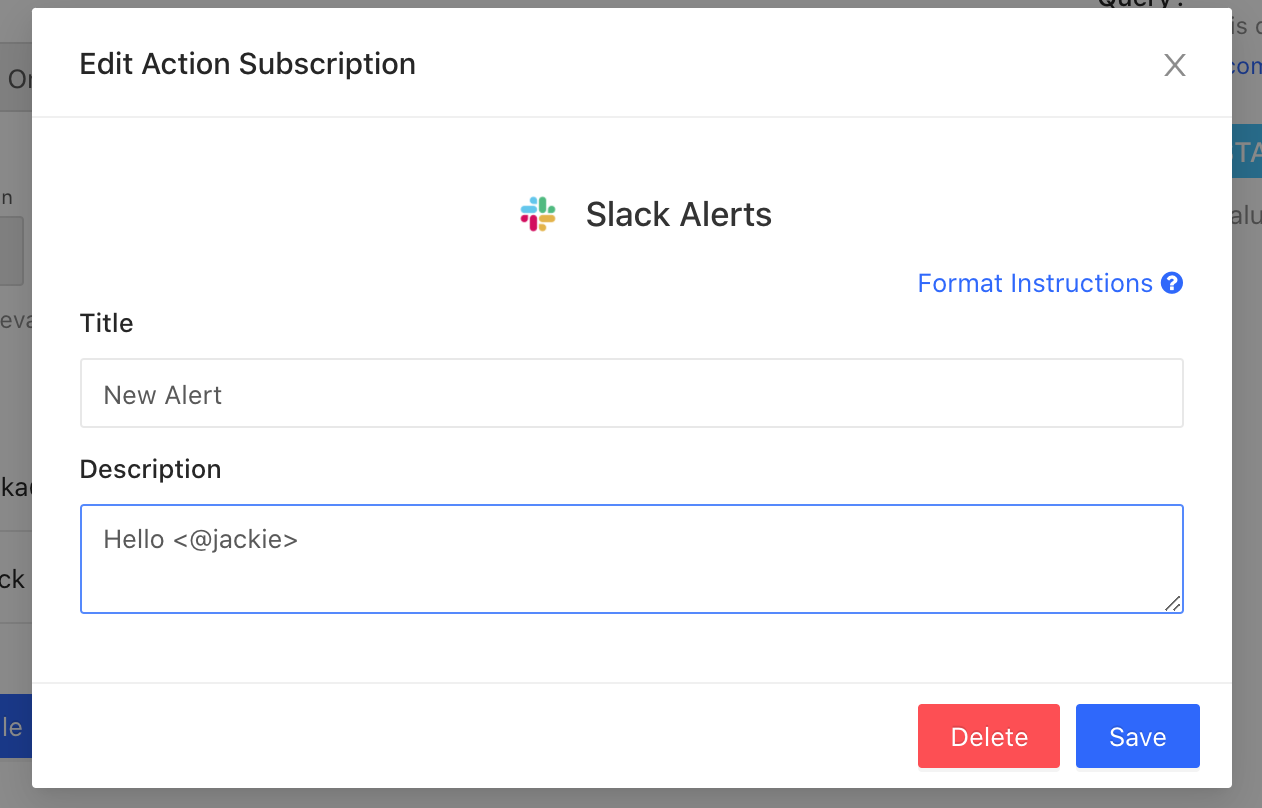 Edit Action Subscription
X
Slack Alerts
Format Instructions ?
Title
New Alert
Description
Hello <@jackie>
Delete
Save